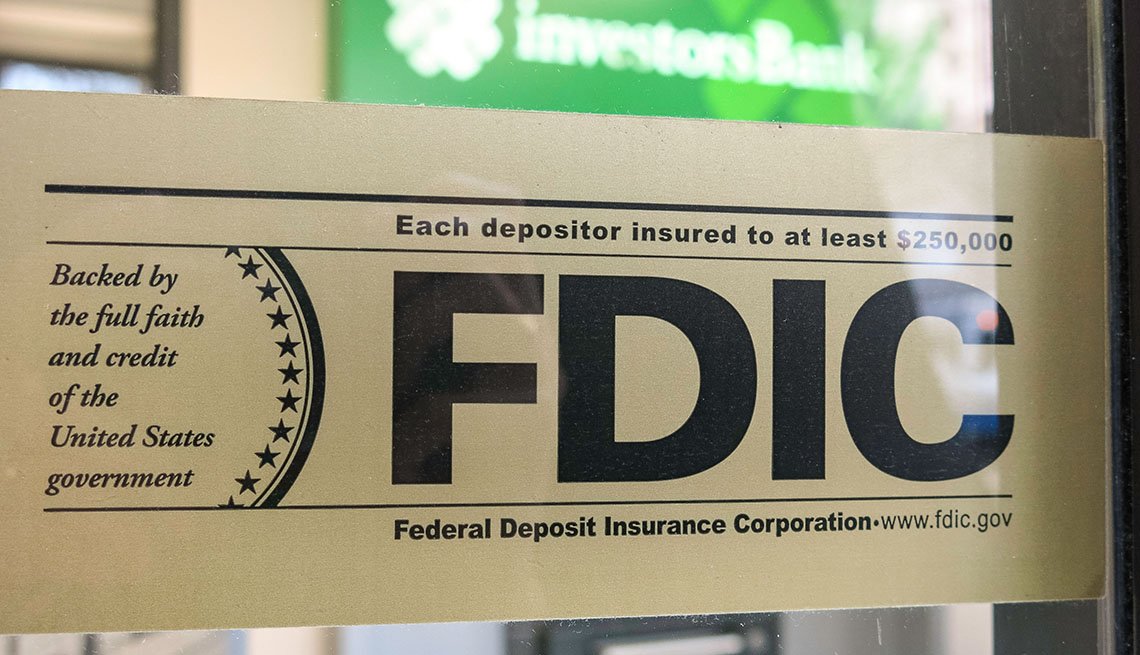 investorsBank
Each depositor insured to at least $250,000
Backed by
the full faith
and credit
of the
United States
government
FDIC
Federal Deposit Insurance Corporation•www.fdic.gov